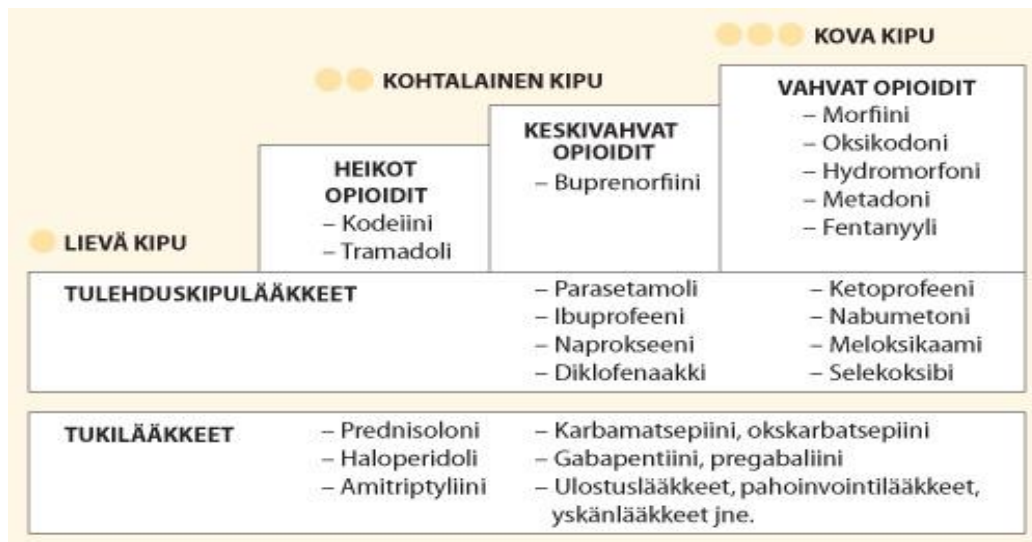 KOVA KIPU
KOHTALAINEN KIPU
LIEVÄ KIPU
HEIKOT
OPIOIDIT
– Kodeiini
– Tramadoli
KESKIVAHVAT
OPIOIDIT
– Buprenorfiini
VAHVAT OPIOIDIT
– Morfiini
– Oksikodoni
– Hydromorfoni
– Metadoni
– Fentanyyli
TULEHDUSKIPULÄÄKKEET
– Parasetamoli
– Ibuprofeeni
– Naprokseeni
– Diklofenaakki
– Ketoprofeeni
– Nabumetoni
– Meloksikaami
– Selekoksibi
TUKILÄÄKKEET
– Prednisoloni
– Haloperidoli
– Amitriptyliini
– Karbamatsepiini, okskarbatsepiini
– Gabapentiini, pregabaliini
– Ulostuslääkkeet, pahoinvointilääkkeet,
yskänlääkkeet jne.